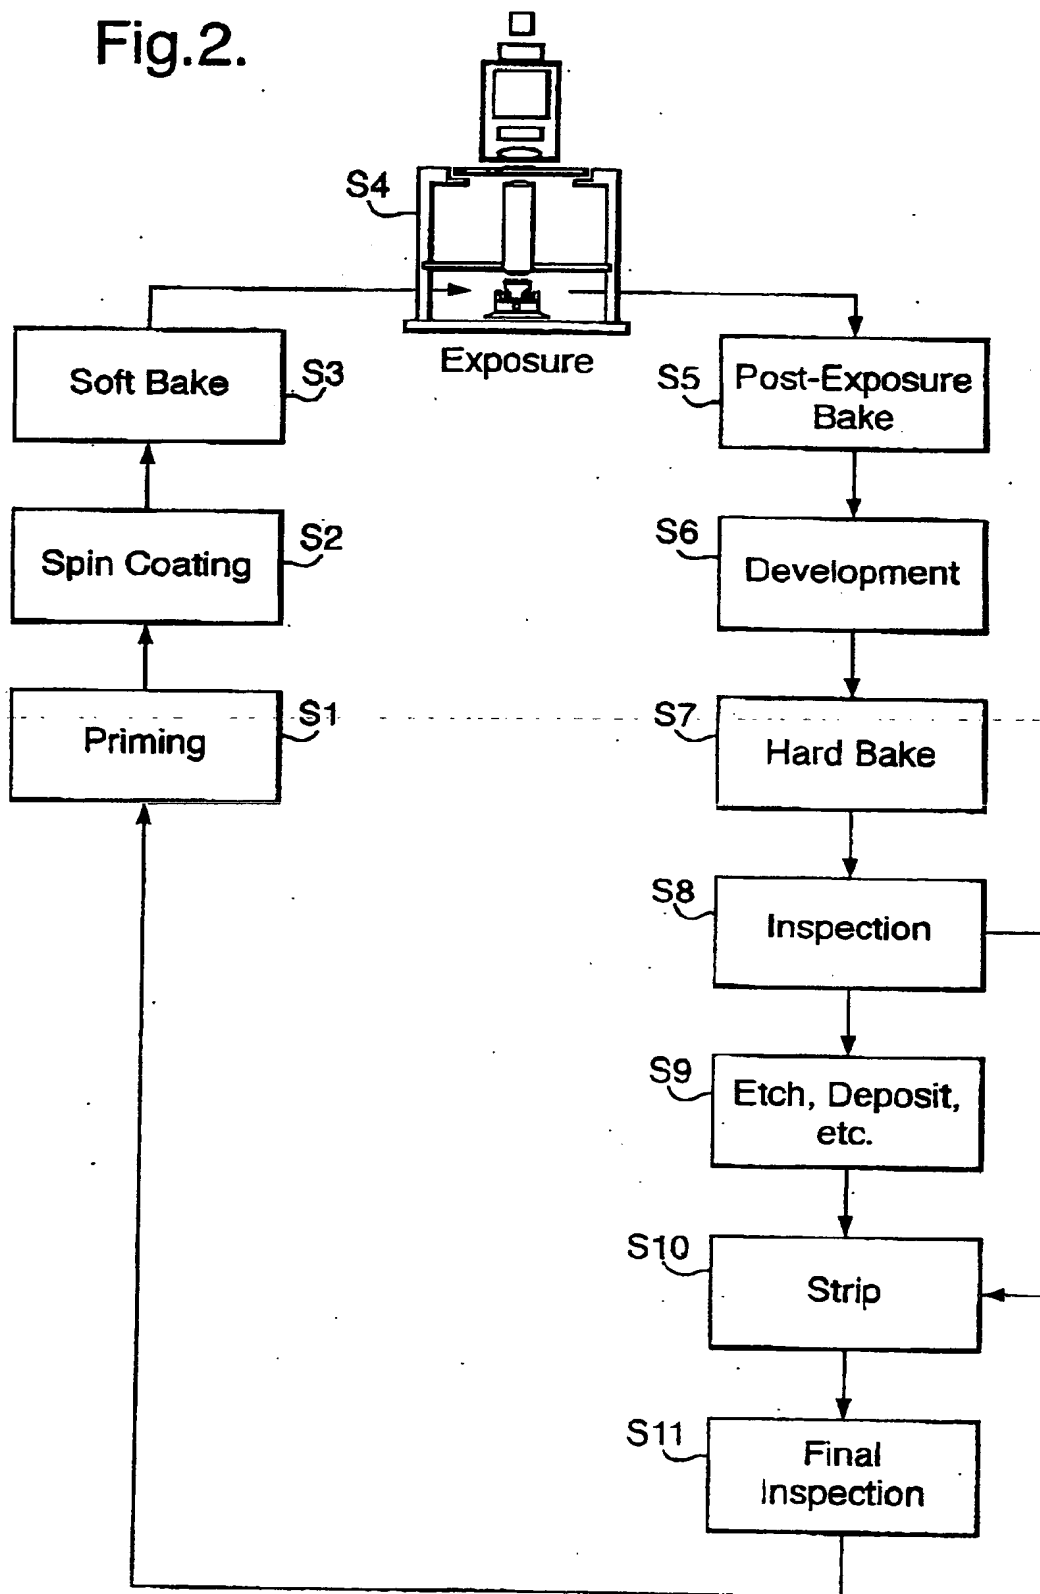 Fig.2.
S4
Exposure
Soft Bake
S3
Spin Coating
S2
Priming
S1
S5
Post-Exposure
Bake
S6
Development
S7
Hard Bake
S8
Inspection
S9
Etch, Deposit,
etc.
S10
Strip
S11
Final
Inspection